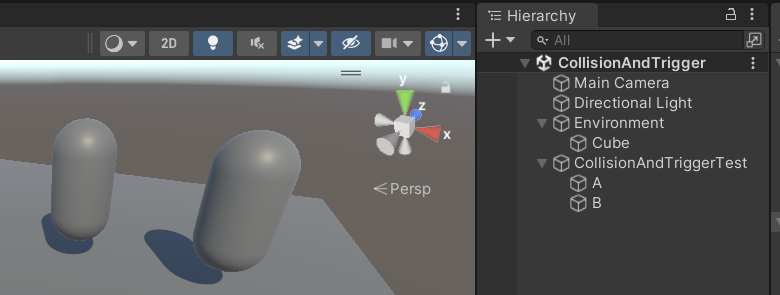 Hierarchy
2D
All
CollisionAndTrigger
Main Camera
Directional Light
Environment
Cube
CollisionAndTriggerTest
A
B
y
z
x
Persp